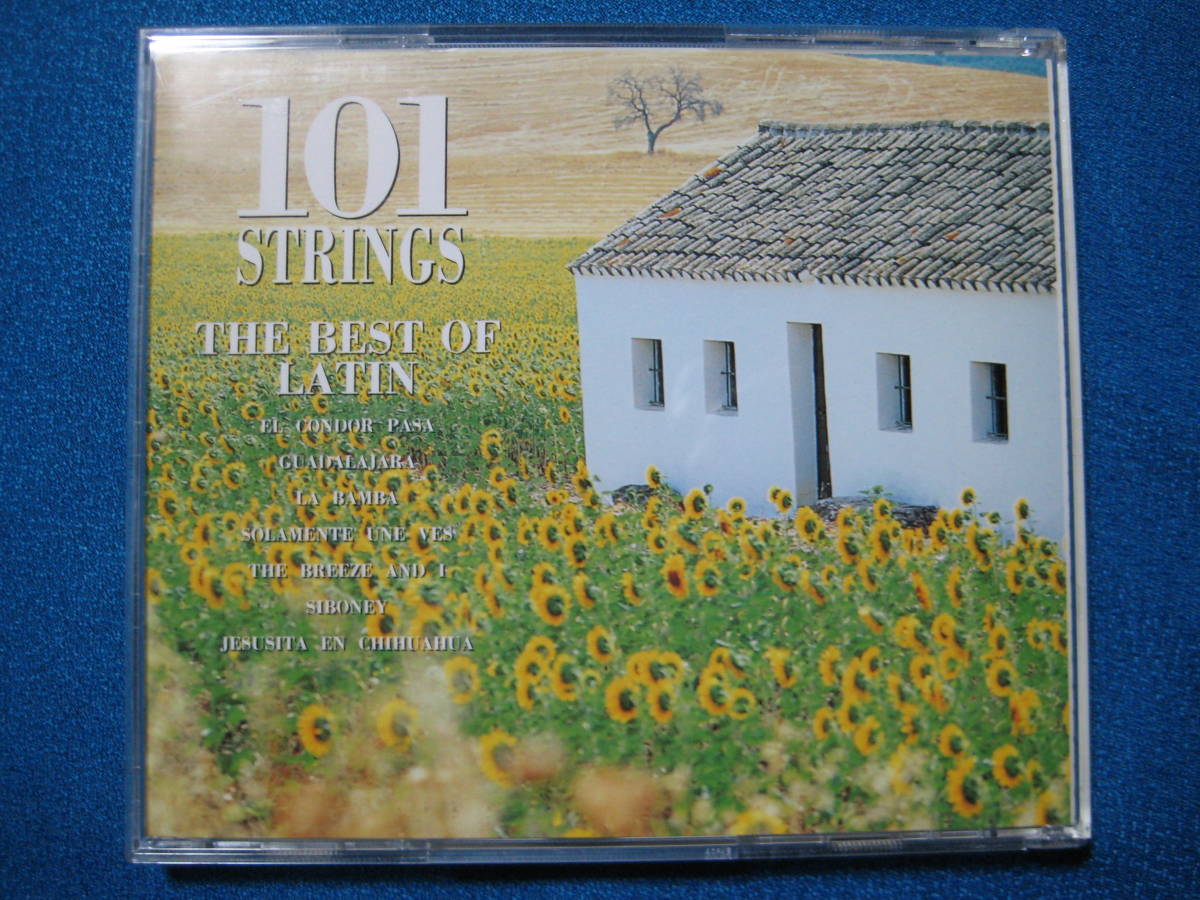 101
STRINGS
THE BEST OF
LATIN
EL CONDOR PASA
GUADALAJARA
LA BAMBA
SOLAMENTE UNE VES
THE BREEZE AND I
SIBONEY
JESUSITA EN CHIHUAHUA